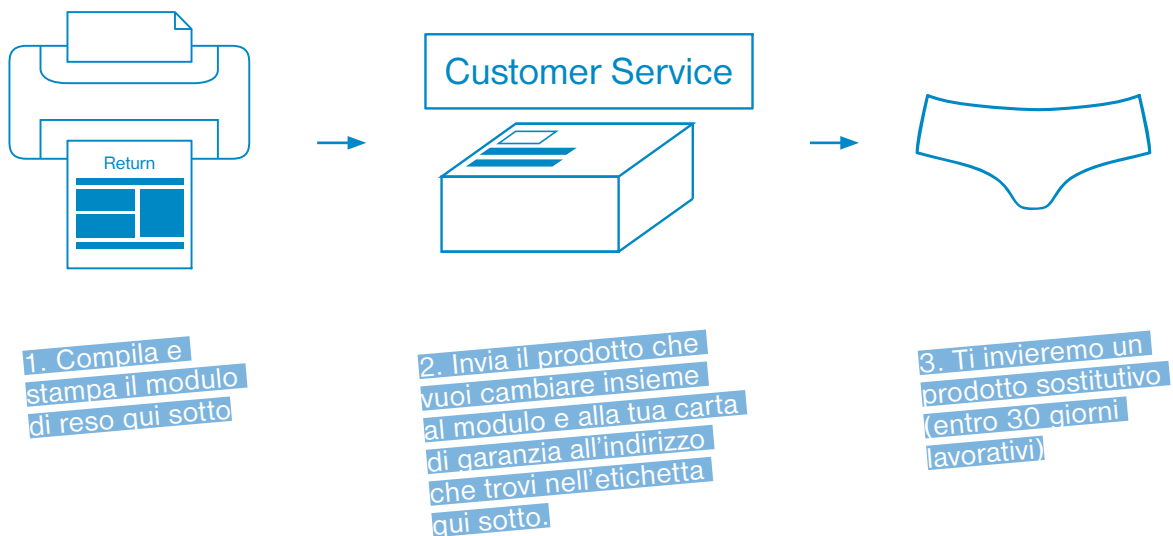 Return
Customer Service
1. Compila e
stampa il modulo
di reso qui sotto
2. Invia il prodotto che
vuoi cambiare insieme
al modulo e alla tua carta
di garanzia all'indirizzo
che trovi nell'etichetta
qui sotto.
3. Ti invieremo un
prodotto sostitutivo
(entro 30 giorni
lavorativi)